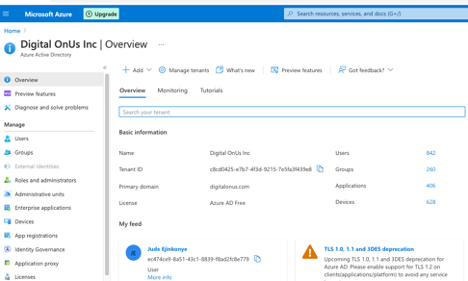 Microsoft Azure
Upgrade
Search resources, services, and docs (G+/)
Home >
Digital OnUs Inc | Overview ...
Azure Active Directory
Overview
Preview features
Diagnose and solve problems
Manage
Users
Groups
External Identities
Roles and administrators
Administrative units
Enterprise applications
Devices
App registrations
Identity Governance
Application proxy
Licenses
+ Add
Manage tenants
What's new
Preview features
Got feedback?
Overview Monitoring Tutorials
Search your tenant
Basic information
Name Digital OnUs Inc Users 842
Tenant ID c8cd0425-e7b7-4f3d-9215-7e5fa3f439e8 Groups 260
Primary domain digitalonus.com Applications 406
License Azure AD Free Devices 628
My feed
JE
Jude Ejinkonye
ec474ce9-8a51-43c1-8839-f8ad2fc8e779
User
More info
TLS 1.0, 1.1 and 3DES deprecation
Upcoming TLS 1.0, 1.1 and 3DES deprecation for
Azure AD. Please enable support for TLS 1.2 on
clients(applications/platform) to avoid any service